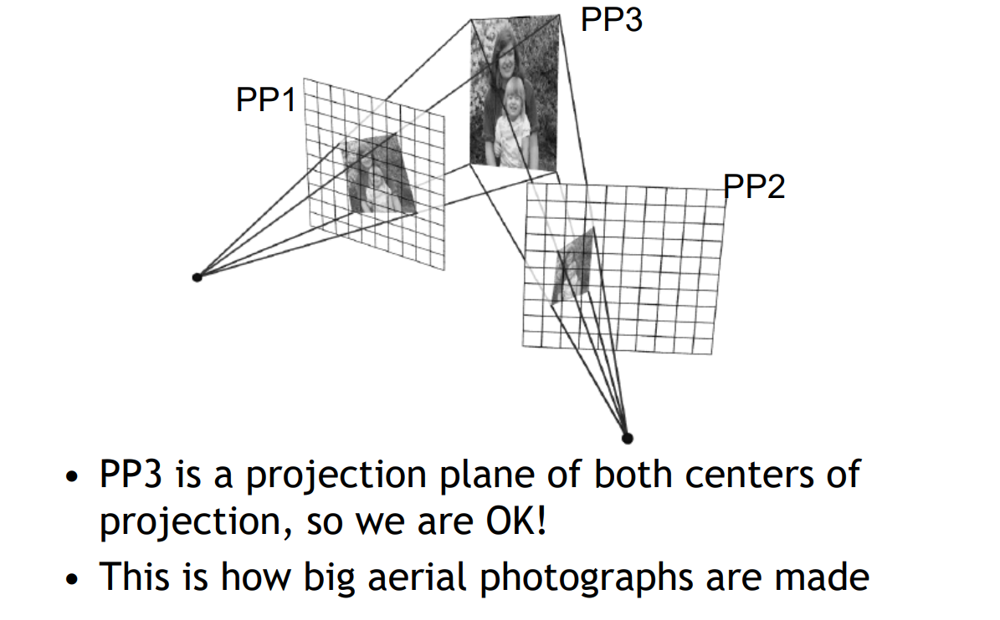 PP3
PP1
PP2
• PP3 is a projection plane of both centers of
projection, so we are OK!
• This is how big aerial photographs are made